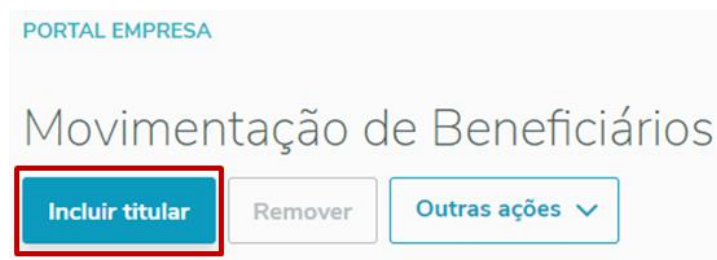 PORTAL EMPRESA
Movimentação de Beneficiários
Incluir titular Remover Outras ações